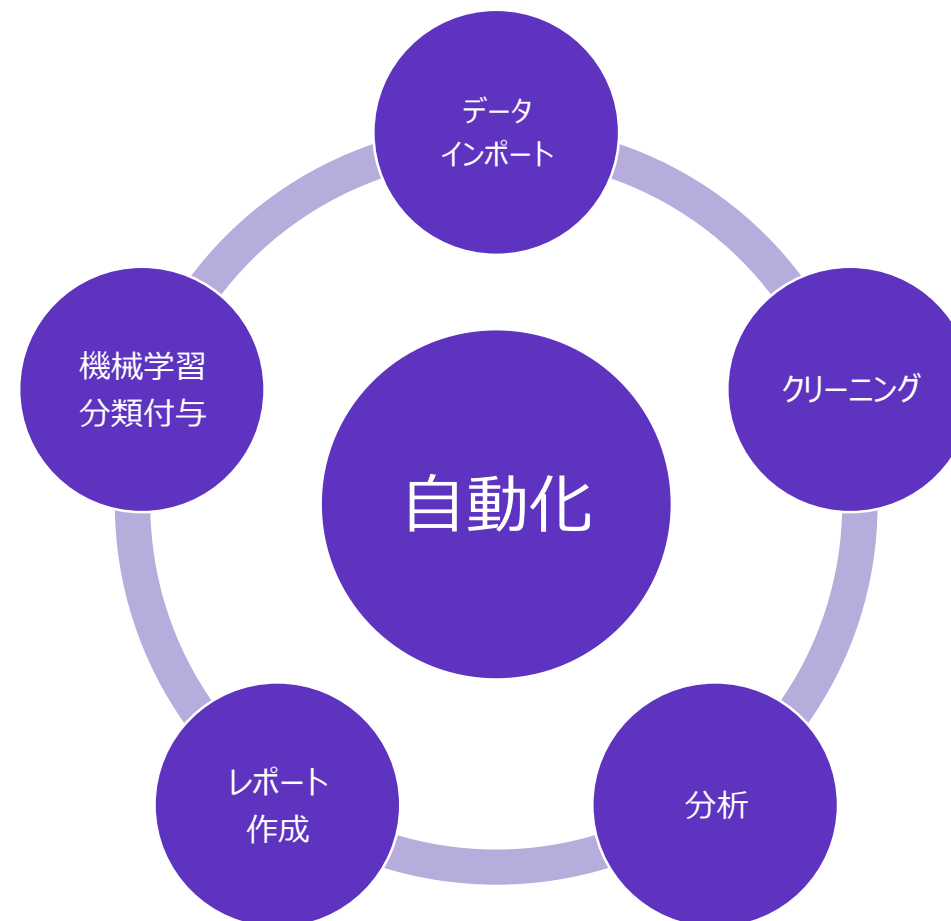 データ
インポート
クリーニング
分析
レポート
作成
機械学習
分類付与
自動化